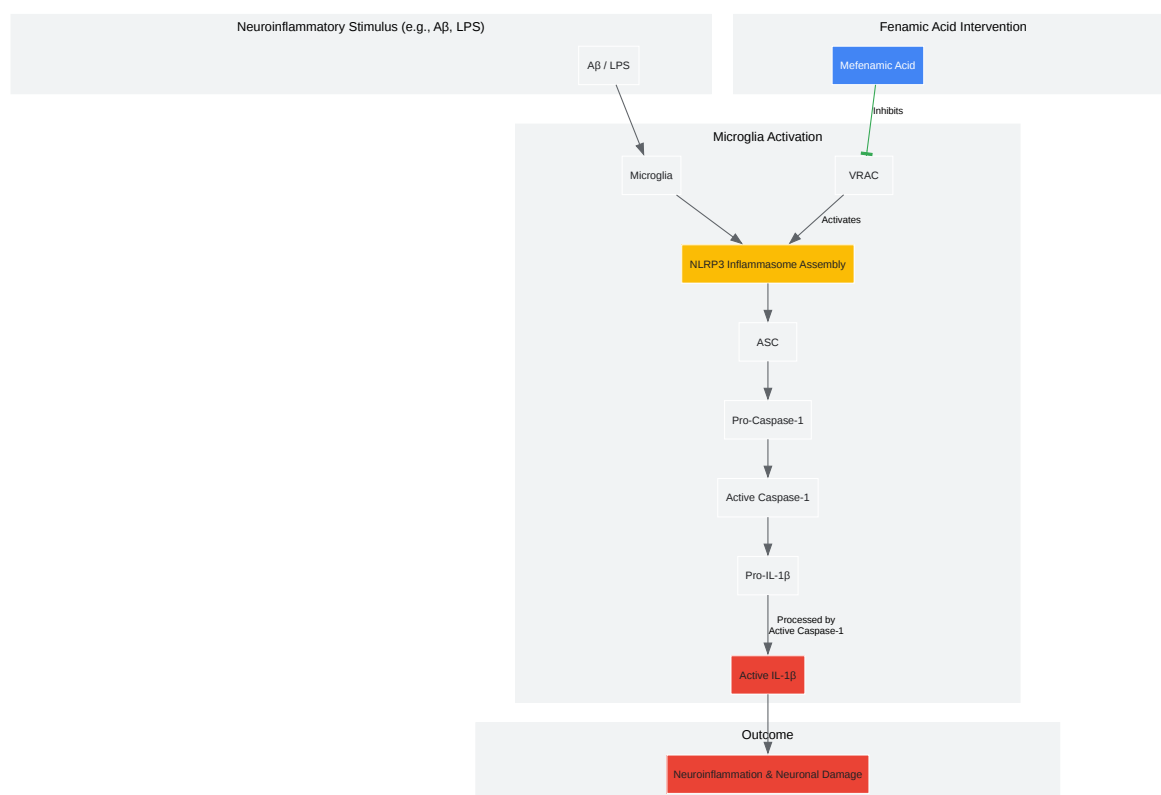 Neuroinflammatory Stimulus (e.g., Aβ, LPS)
Fenamic Acid Intervention
Aβ / LPS
Mefenamic Acid
Inhibits
Microglia Activation
Microglia
VRAC
Activates
NLRP3 Inflammasome Assembly
ASC
Pro-Caspase-1
Active Caspase-1
Pro-IL-1β
Processed by
Active Caspase-1
Active IL-1β
Outcome
Neuroinflammation & Neuronal Damage